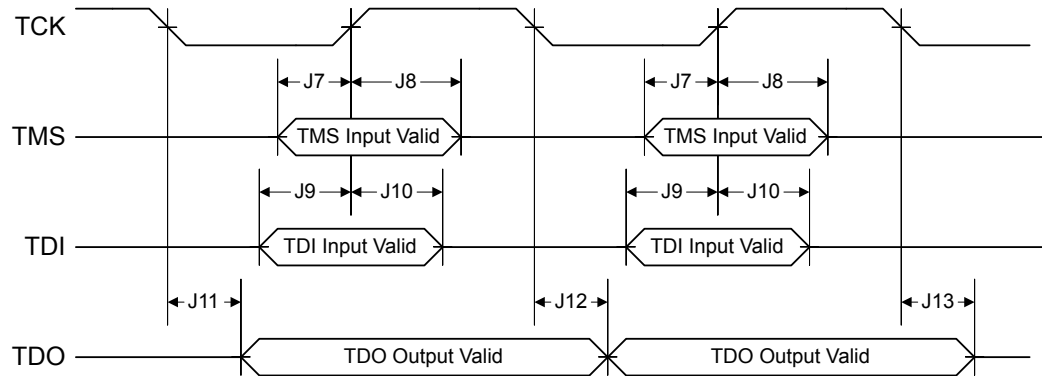 TCK
J7 J8 J7 J8
TMS TMS Input Valid TMS Input Valid
J9 J10 J9 J10
TDI TDI Input Valid TDI Input Valid
J11 J12 J13
TDO TDO Output Valid TDO Output Valid